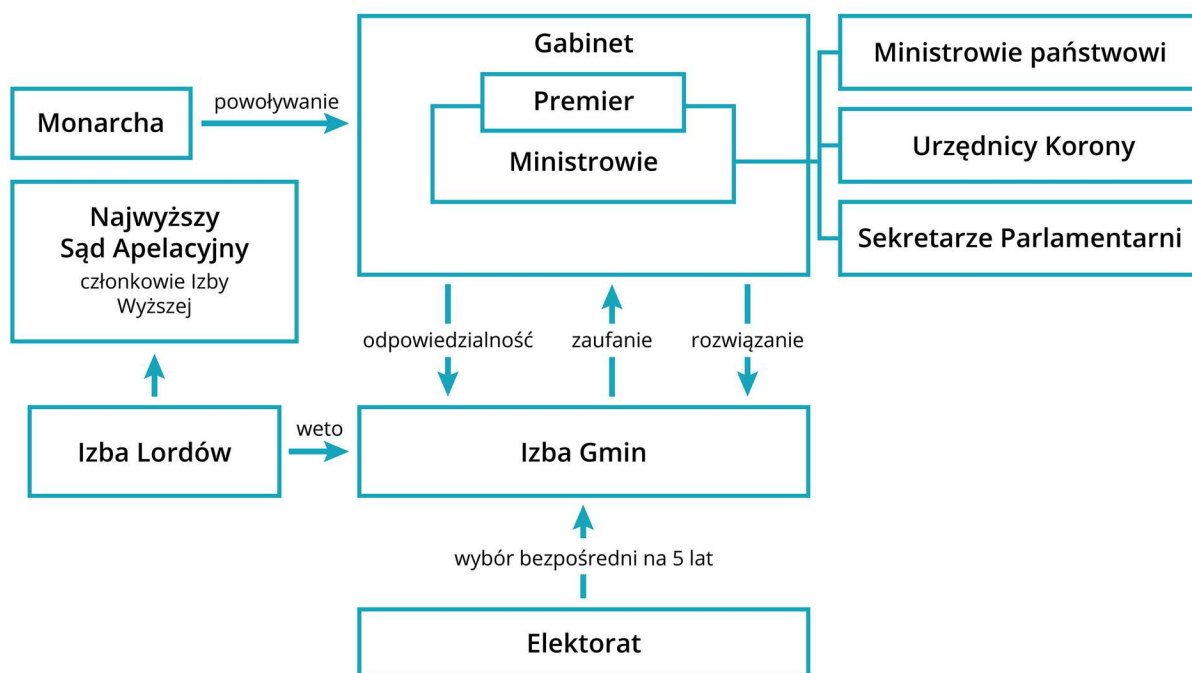 Gabinet
Premier
Ministrowie
Ministrowie państwowi
Urzędnicy Korony
Sekretarze Parlamentarni
Monarcha
powoływanie
Najwyższy
Sąd Apelacyjny
członkowie Izby
Wyższej
odpowiedzialność
zaufanie
rozwiązanie
Izba Lordów
weto
Izba Gmin
wybór bezpośredni na 5 lat
Elektorat